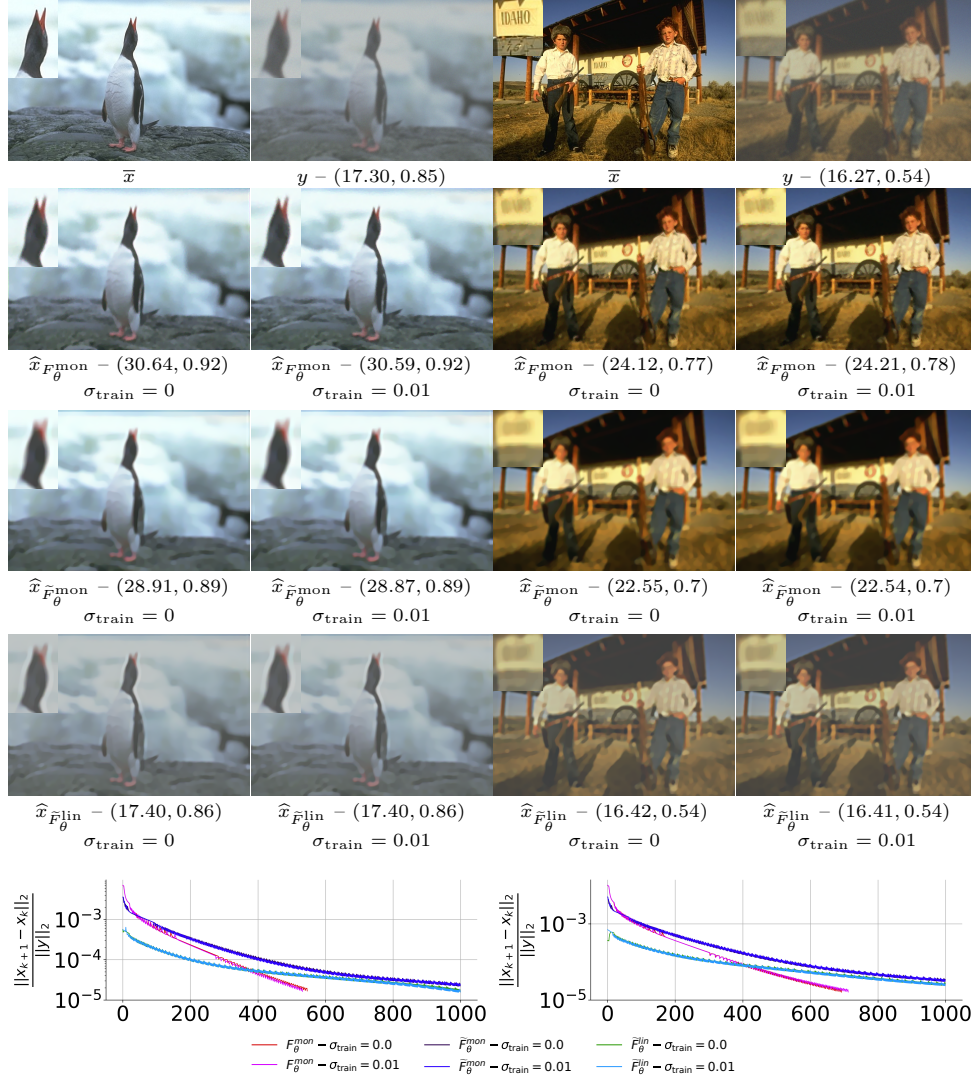 IDAHO
IDAHO
x̅
y – (17.30, 0.85)
x̅
y – (16.27, 0.54)
x̂_{F_θ^mon} – (30.64, 0.92)
σ_train = 0
x̂_{F_θ^mon} – (30.59, 0.92)
σ_train = 0.01
x̂_{F_θ^mon} – (24.12, 0.77)
σ_train = 0
x̂_{F_θ^mon} – (24.21, 0.78)
σ_train = 0.01
x̂_{F̃_θ^mon} – (28.91, 0.89)
σ_train = 0
x̂_{F̃_θ^mon} – (28.87, 0.89)
σ_train = 0.01
x̂_{F̃_θ^mon} – (22.55, 0.7)
σ_train = 0
x̂_{F̃_θ^mon} – (22.54, 0.7)
σ_train = 0.01
x̂_{F̃_θ^lin} – (17.40, 0.86)
σ_train = 0
x̂_{F̃_θ^lin} – (17.40, 0.86)
σ_train = 0.01
x̂_{F̃_θ^lin} – (16.42, 0.54)
σ_train = 0
x̂_{F̃_θ^lin} – (16.41, 0.54)
σ_train = 0.01
||x_{k+1} − x_k||_2
||y||_2
10^−3
10^−4
10^−5
0 200 400 600 800 1000
||x_{k+1} − x_k||_2
||y||_2
10^−3
10^−4
10^−5
0 200 400 600 800 1000
F_θ^mon − σ_train = 0.0
F̃_θ^mon − σ_train = 0.0
F̃_θ^lin − σ_train = 0.0
F_θ^mon − σ_train = 0.01
F̃_θ^mon − σ_train = 0.01
F̃_θ^lin − σ_train = 0.01